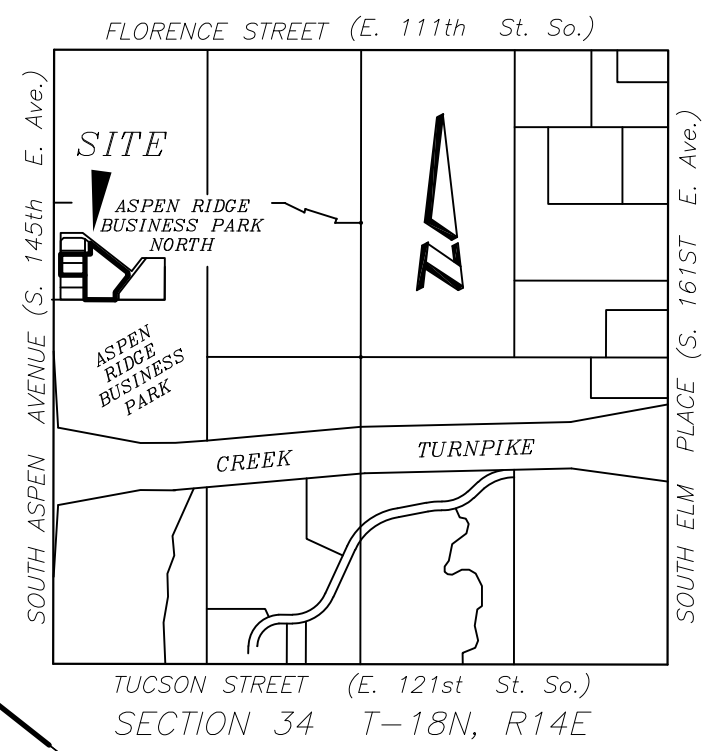 FLORENCE STREET (E. 111th St. So.)
SOUTH ASPEN AVENUE (S. 145th E. Ave.)
SITE
ASPEN RIDGE
BUSINESS PARK
NORTH
ASPEN
RIDGE
BUSINESS
PARK
CREEK TURNPIKE
SOUTH ELM PLACE (S. 161ST E. Ave.)
TUCSON STREET (E. 121st St. So.)
SECTION 34 T-18N, R14E